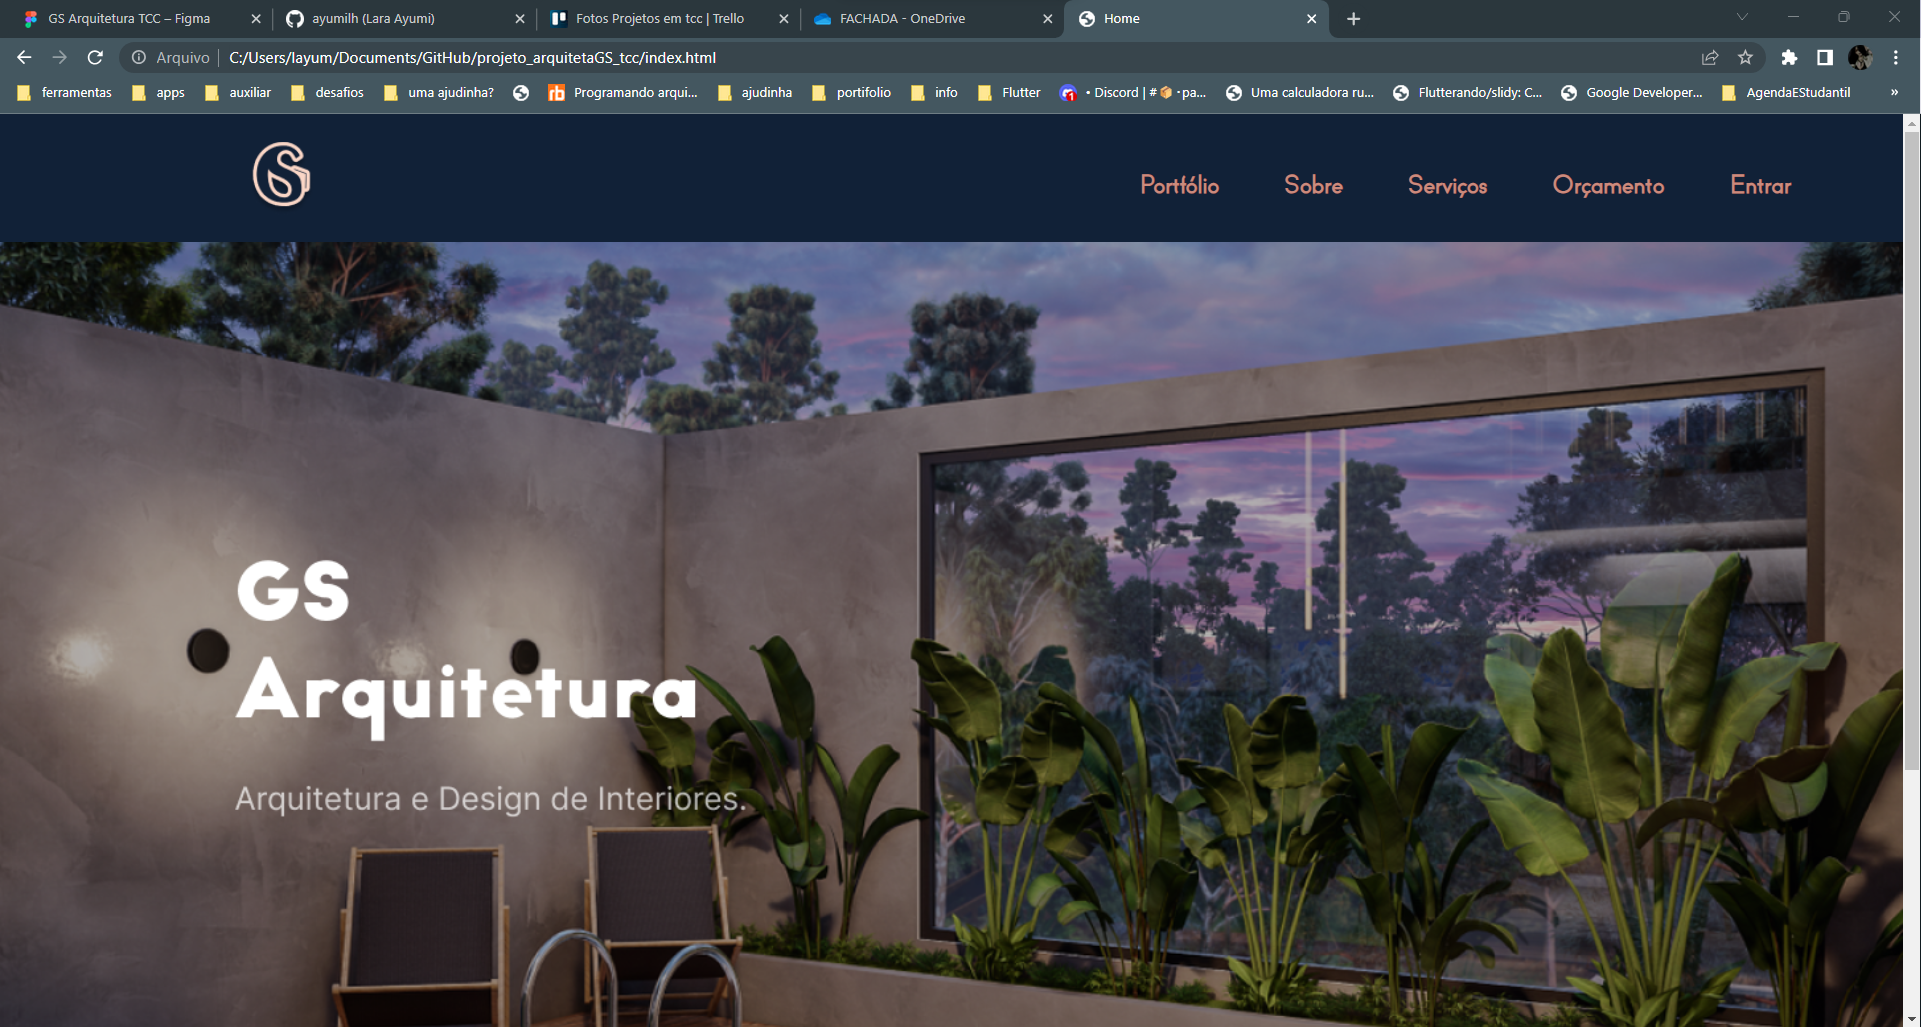 GS Arquitetura TCC – Figma
ayumilh (Lara Ayumi)
Fotos Projetos em tcc | Trello
FACHADA - OneDrive
Home
Arquivo
C:/Users/layum/Documents/GitHub/projeto_arquitetaGS_tcc/index.html
ferramentas
apps
auxiliar
desafios
uma ajudinha?
Programando arqui...
ajudinha
portifolio
info
Flutter
• Discord | #📦･pa...
Uma calculadora ru...
Flutterando/slidy: C...
Google Developer...
AgendaEStudantil
»
Portfólio
Sobre
Serviços
Orçamento
Entrar
GS
Arquitetura
Arquitetura e Design de Interiores.